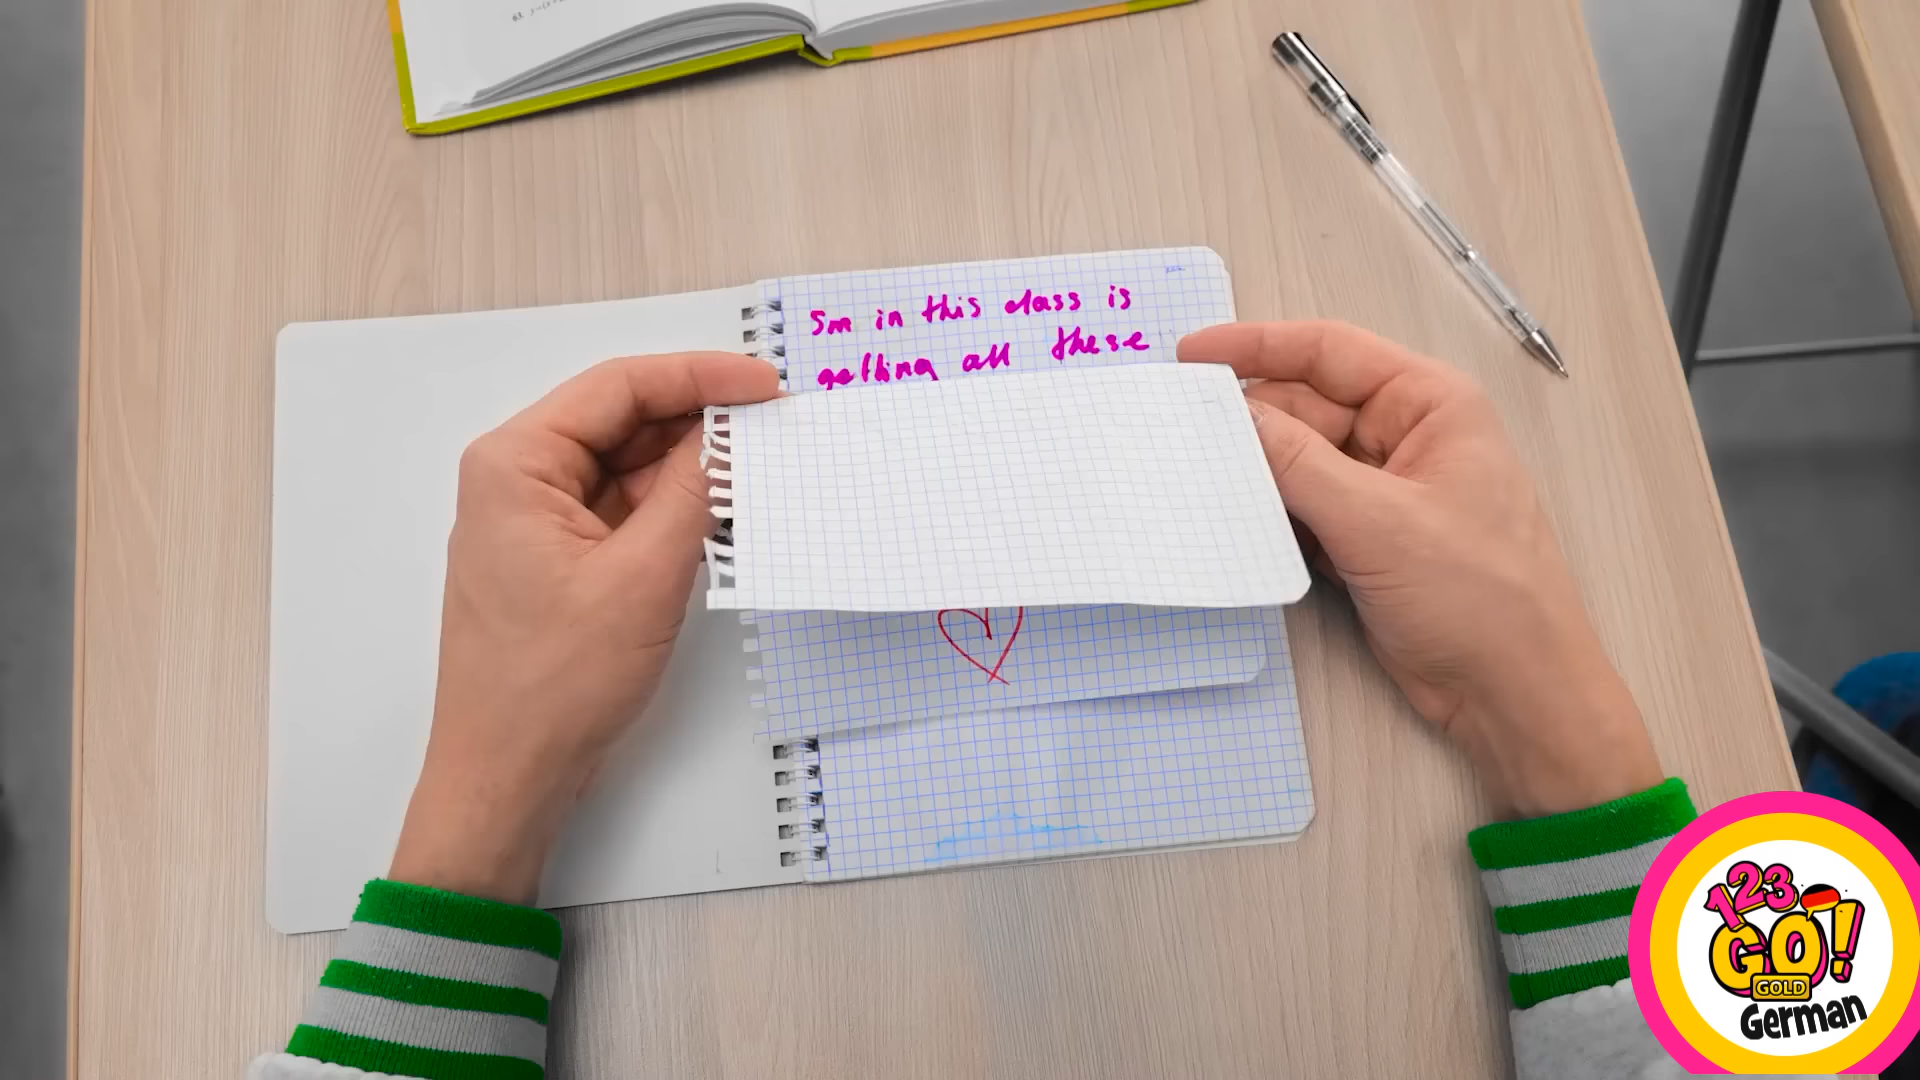 Sm in this class is
getting all these
123
GO!
GOLD
German